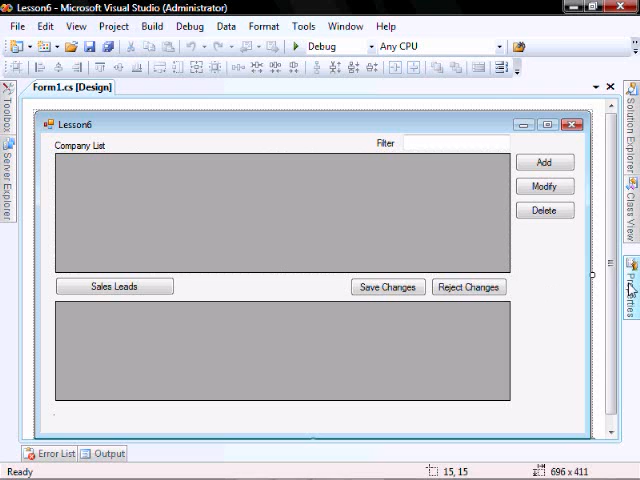 Lesson6 - Microsoft Visual Studio (Administrator)
File Edit View Project Build Debug Data Format Tools Window Help
Debug Any CPU
Form1.cs [Design]
Toolbox
Server Explorer
Lesson6
Company List Filter
Add
Modify
Delete
Sales Leads Save Changes Reject Changes
Solution Explorer
Class View
Properties
Error List Output
Ready 15, 15 696 x 411